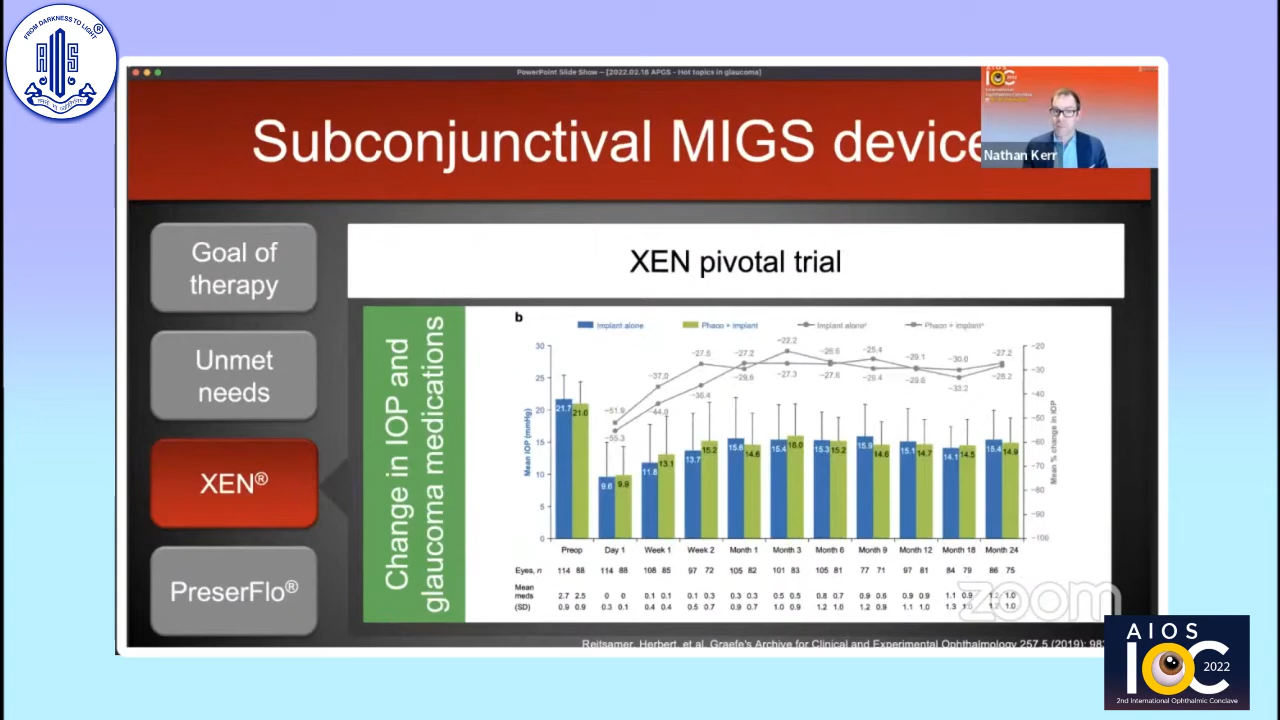 FROM DARKNESS TO LIGHT
®
AIOS
PowerPoint Slide Show – [2022.02.18 APGS - Hot topics in glaucoma]
AIOS
IOC 2022
Subconjunctival MIGS device
Nathan Kerr
Goal of
therapy
Unmet
needs
XEN®
PreserFlo®
XEN pivotal trial
Change in IOP and
glaucoma medications
b
Implant alone
Phaco + implant
Implant alone
Phaco + implant
Mean IOP (mmHg)
30
25
20
15
10
5
0
−51.9 −37.9 −27.5 −27.2 −22.2 −26.6 −25.4 −29.1 −30.0 −27.2
−55.3 −44.9 −36.4 −29.6 −27.3 −27.6 −29.4 −29.6 −33.2 −28.2
21.7 21.0 9.6 9.9 11.8 13.1 13.7 15.2 15.6 14.6 15.4 16.0 15.3 15.2 15.9 14.6 15.1 14.7 14.1 14.5 15.4 14.9
−20
−30
−40
−50
−60
−70
−80
−90
−100
Mean % change in IOP
Preop Day 1 Week 1 Week 2 Month 1 Month 3 Month 6 Month 9 Month 12 Month 18 Month 24
Eyes, n 114 88 114 88 108 85 97 72 105 82 101 83 105 81 77 71 97 81 84 79 86 75
Mean
meds 2.7 2.5 0 0 0.1 0.1 0.1 0.3 0.3 0.3 0.5 0.5 0.8 0.7 0.9 0.6 0.9 0.9 1.1 0.9 1.0
(SD) 0.9 0.9 0.3 0.1 0.4 0.4 0.5 0.7 0.9 0.7 1.0 0.9 1.2 1.0 1.2 0.9 1.1 1.0 1.3 1.0
zoom
Reitsamer, Herbert, et al. Graefe's Archive for Clinical and Experimental Ophthalmology 257.5 (2019):
AIOS
IOC
2022
2nd International Ophthalmic Conclave